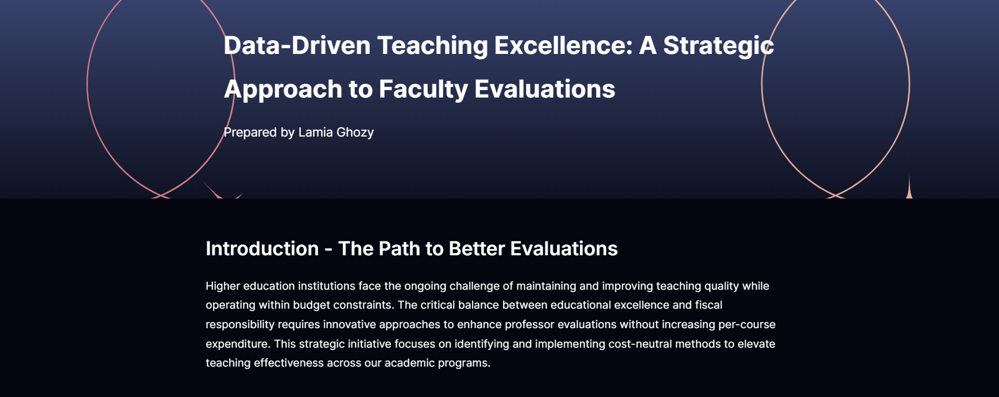 Data-Driven Teaching Excellence: A Strategic
Approach to Faculty Evaluations
Prepared by Lamia Ghozy
Introduction - The Path to Better Evaluations
Higher education institutions face the ongoing challenge of maintaining and improving teaching quality while
operating within budget constraints. The critical balance between educational excellence and fiscal
responsibility requires innovative approaches to enhance professor evaluations without increasing per-course
expenditure. This strategic initiative focuses on identifying and implementing cost-neutral methods to elevate
teaching effectiveness across our academic programs.